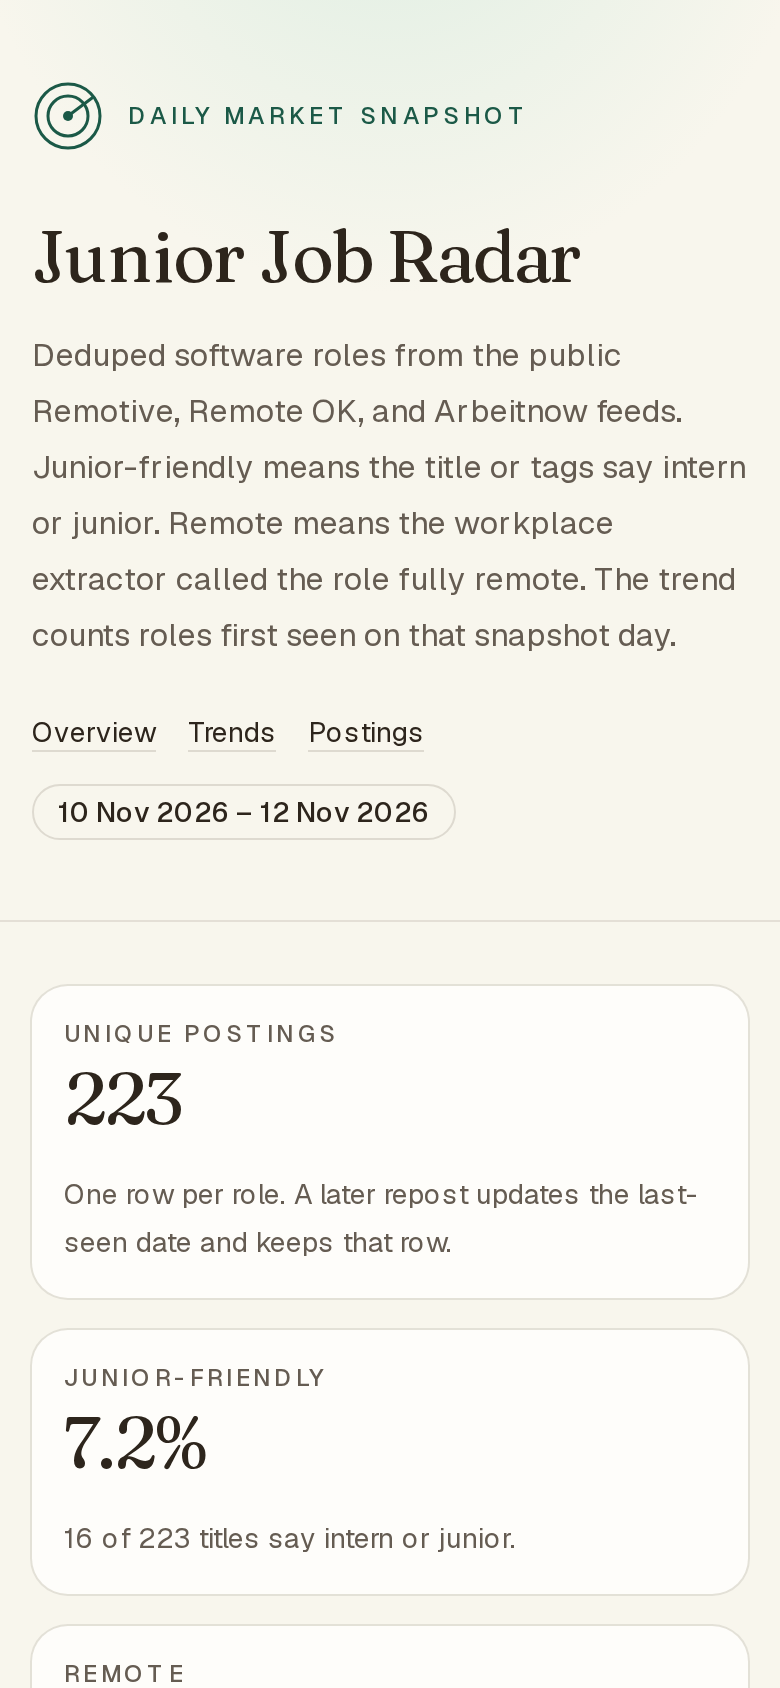 DAILY MARKET SNAPSHOT
Junior Job Radar
Deduped software roles from the public
Remotive, Remote OK, and Arbeitnow feeds.
Junior-friendly means the title or tags say intern
or junior. Remote means the workplace
extractor called the role fully remote. The trend
counts roles first seen on that snapshot day.
Overview Trends Postings
10 Nov 2026 – 12 Nov 2026
UNIQUE POSTINGS
223
One row per role. A later repost updates the last-
seen date and keeps that row.
JUNIOR-FRIENDLY
7.2%
16 of 223 titles say intern or junior.
REMOTE